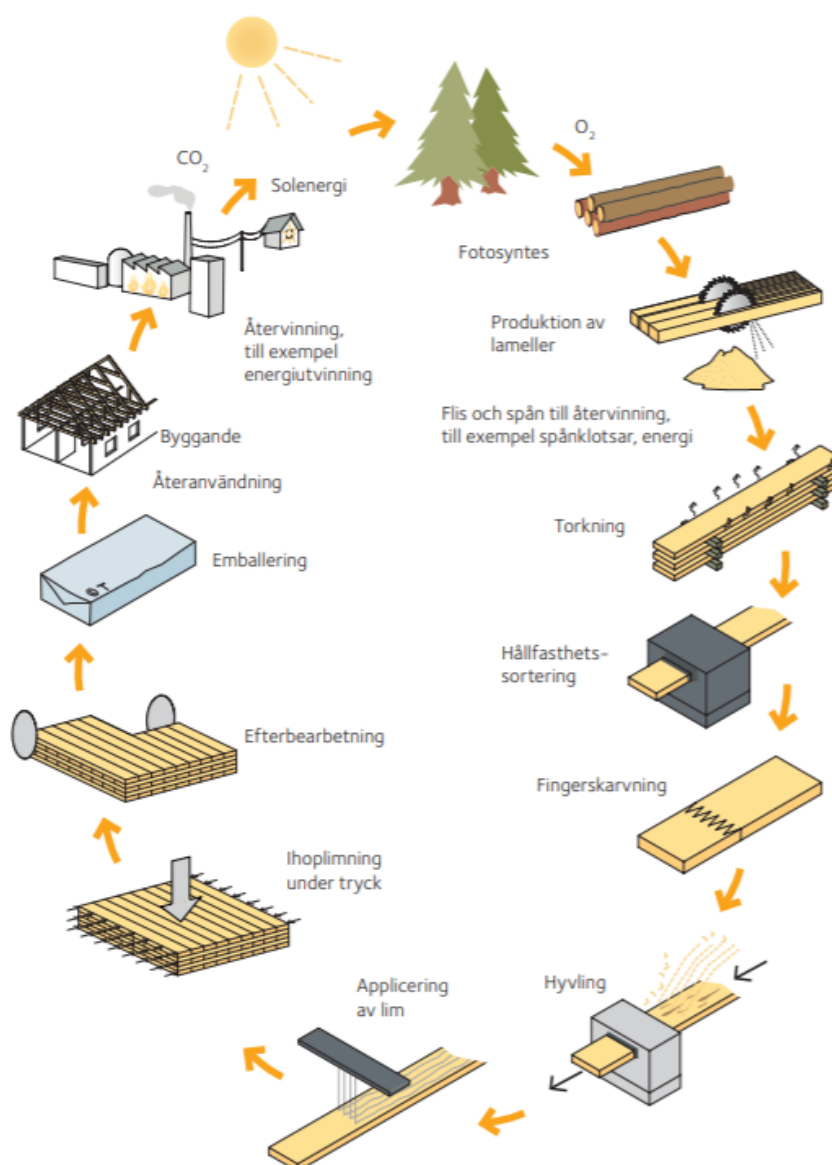 CO₂
Solenergi
O₂
Fotosyntes
Produktion av
lameller
Flis och spån till återvinning,
till exempel spånklotsar, energi
Torkning
Hållfasthets-
sortering
Fingerskarvning
Hyvling
Applicering
av lim
Ihoplimning
under tryck
Efterbearbetning
Emballering
Återanvändning
Byggande
Återvinning,
till exempel
energiutvinning